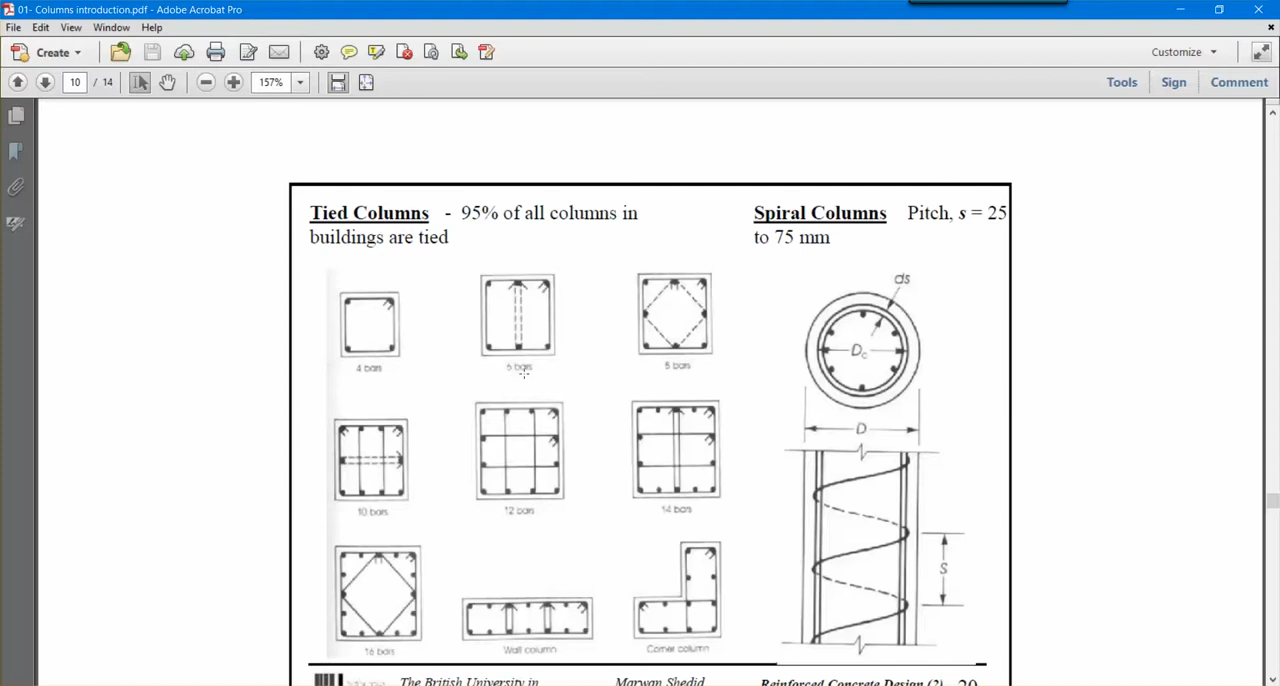 01- Columns introduction.pdf - Adobe Acrobat Pro
File Edit View Window Help
Create Customize
10 / 14 157% Tools Sign Comment
Tied Columns - 95% of all columns in
buildings are tied
Spiral Columns Pitch, s = 25
to 75 mm
ds
Dc
D
S
4 bars
6 bars
10 bars
12 bars
14 bars
16 bars
Wall column
Corner column
The British University in
Marwan Shedid
Reinforced Concrete Design (2) 20